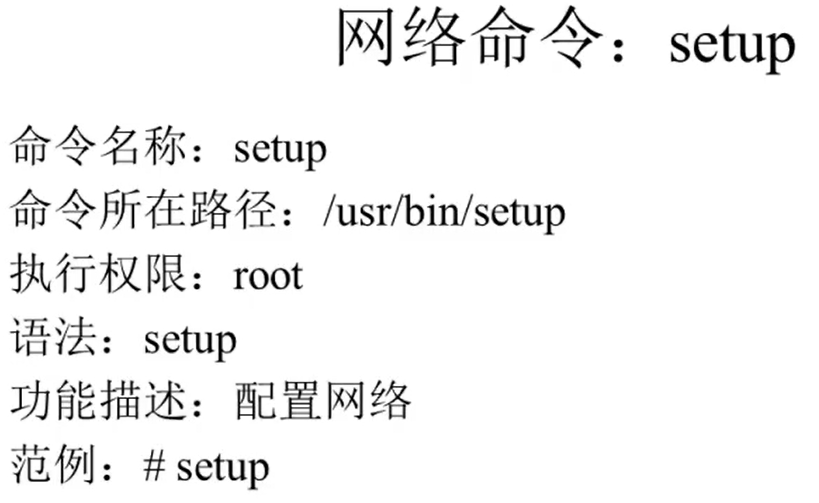 网络命令：setup
命令名称：setup
命令所在路径：/usr/bin/setup
执行权限：root
语法：setup
功能描述：配置网络
范例：# setup